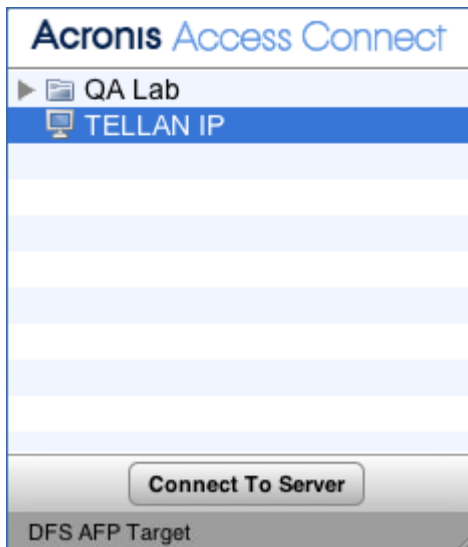 Acronis Access Connect
QA Lab
TELLAN IP
Connect To Server
DFS AFP Target